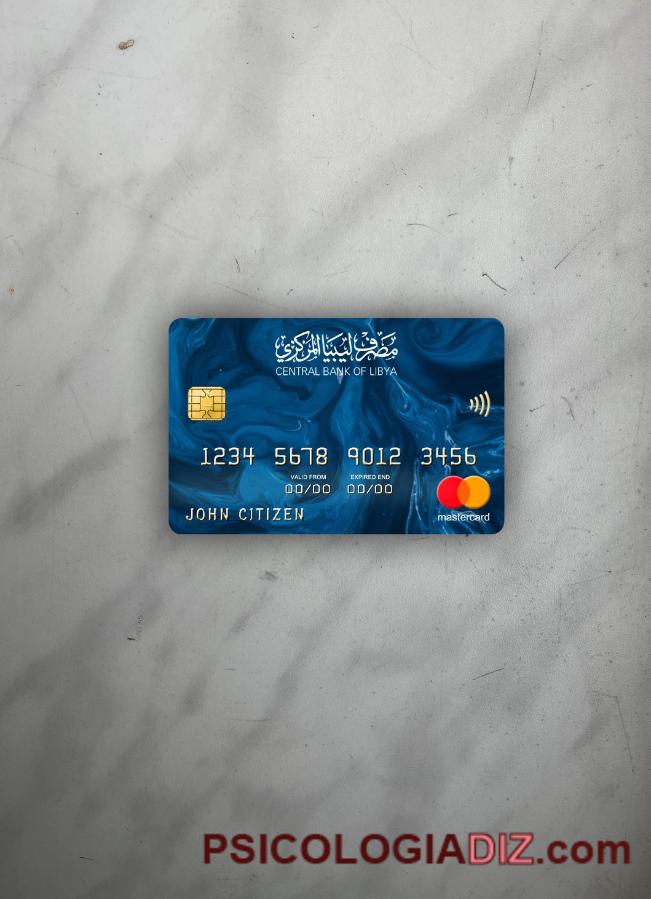 مصرف ليبيا المركزي
CENTRAL BANK OF LIBYA
1234 5678 9012 3456
VALID FROM EXPIRED END
00/00 00/00
JOHN CITIZEN
mastercard
PSICOLOGIADIZ.com